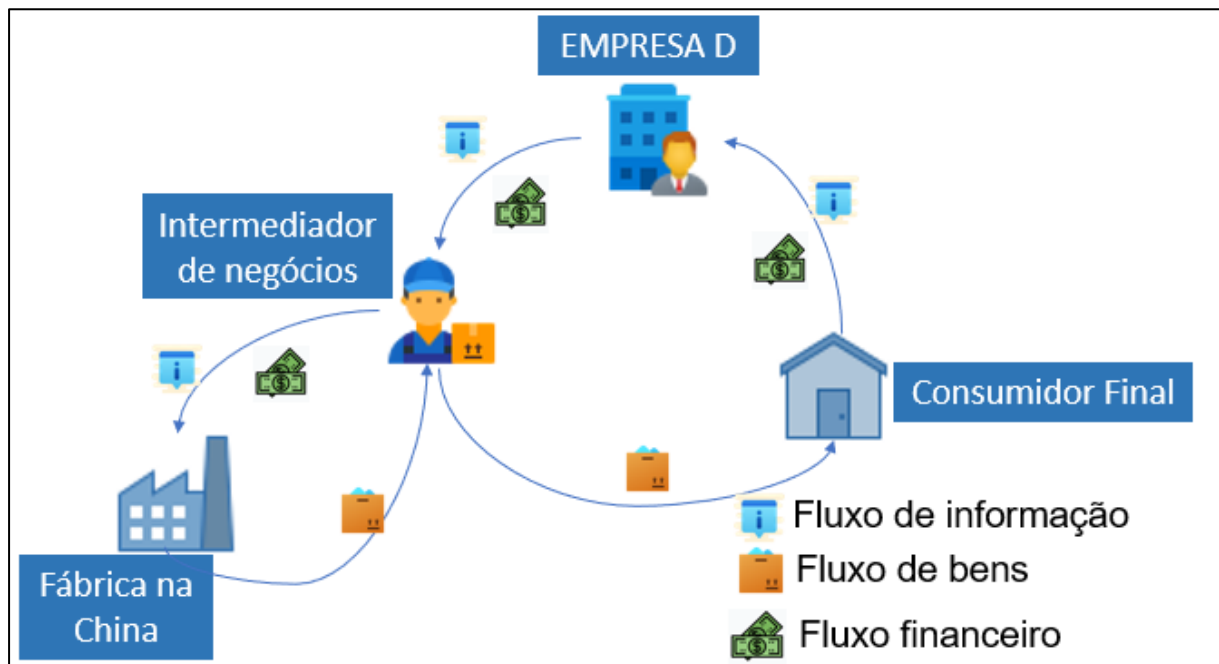 EMPRESA D
Intermediador
de negócios
Consumidor Final
Fluxo de informação
Fluxo de bens
Fábrica na
China
Fluxo financeiro